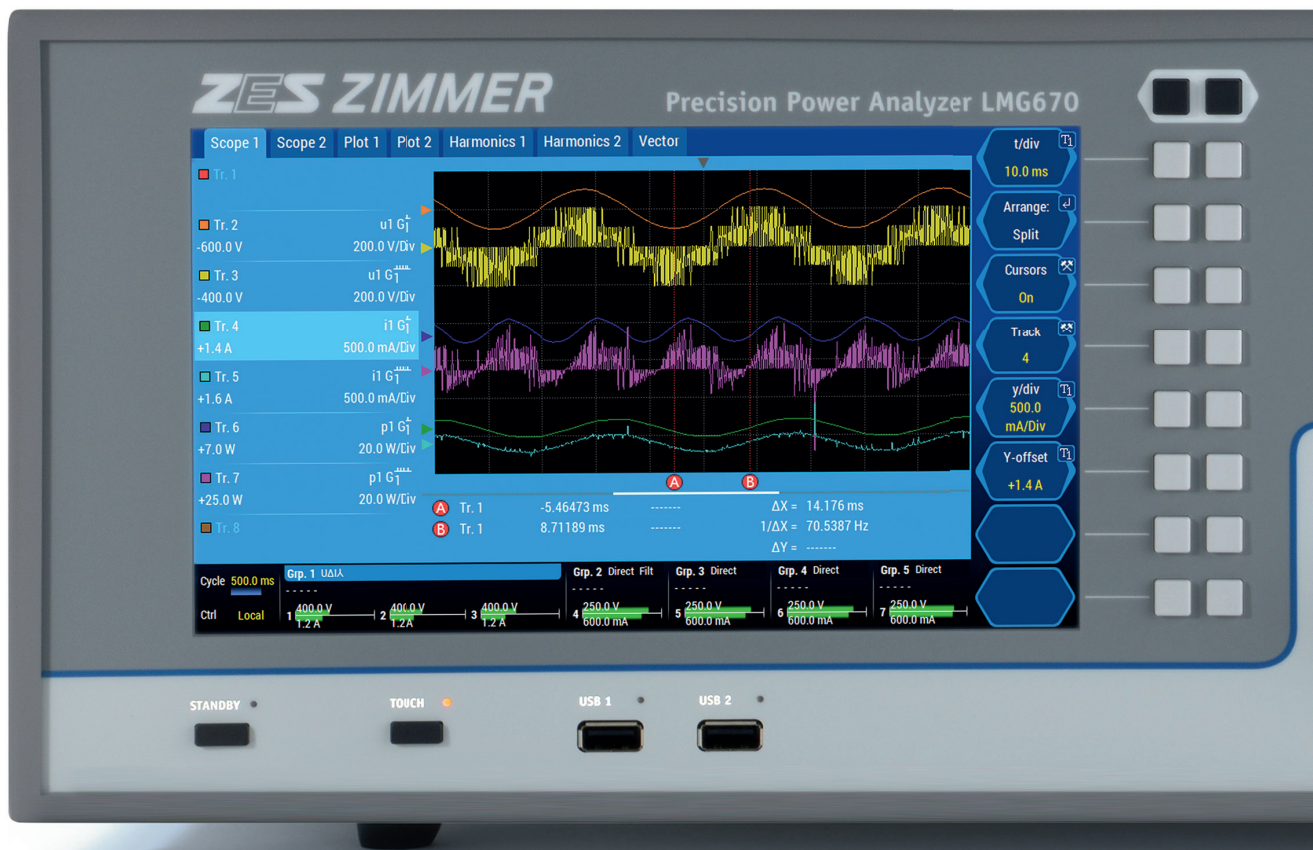 ZES ZIMMER
Precision Power Analyzer LMG670
Scope 1 Scope 2 Plot 1 Plot 2 Harmonics 1 Harmonics 2 Vector
Tr. 1
Tr. 2 u1 G1
-600.0 V 200.0 V/Div
Tr. 3 u1 G1
-400.0 V 200.0 V/Div
Tr. 4 i1 G1
+1.4 A 500.0 mA/Div
Tr. 5 i1 G1
+1.6 A 500.0 mA/Div
Tr. 6 p1 G1
+7.0 W 20.0 W/Div
Tr. 7 p1 G1
+25.0 W 20.0 W/Div
Tr. 8
A B
A Tr. 1 -5.46473 ms ------- ΔX = 14.176 ms
B Tr. 1 8.71189 ms ------- 1/ΔX = 70.5387 Hz
ΔY = -------
t/div T1
10.0 ms
Arrange:
Split
Cursors
On
Track
4
y/div T1
500.0
mA/Div
Y-offset T1
+1.4 A
Cycle 500.0 ms
Ctrl Local
Grp. 1 UΔI⅄ Grp. 2 Direct Filt Grp. 3 Direct Grp. 4 Direct Grp. 5 Direct
----- ----- ----- ----- -----
1 400.0 V 2 400.0 V 3 400.0 V 4 250.0 V 5 250.0 V 6 250.0 V 7 250.0 V
1.2 A 1.2 A 1.2 A 600.0 mA 600.0 mA 600.0 mA 600.0 mA
STANDBY TOUCH USB 1 USB 2